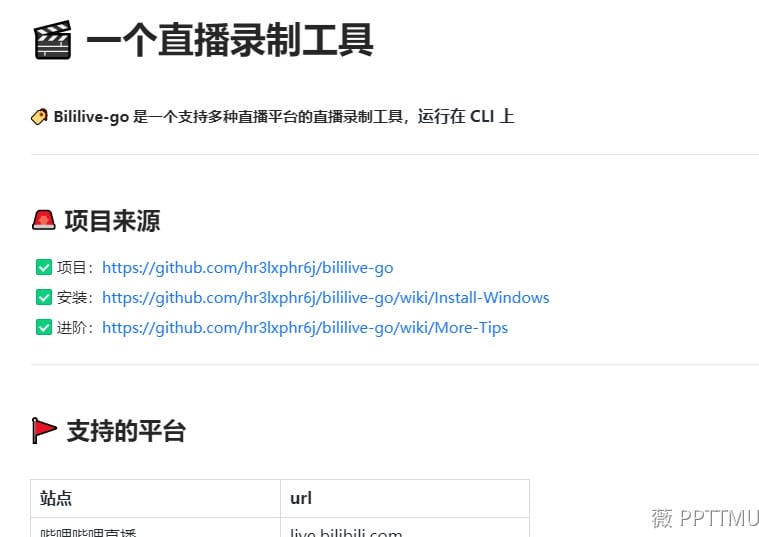 一个直播录制工具
Bililive-go 是一个支持多种直播平台的直播录制工具，运行在 CLI 上
项目来源
项目：https://github.com/hr3lxphr6j/bililive-go
安装：https://github.com/hr3lxphr6j/bililive-go/wiki/Install-Windows
进阶：https://github.com/hr3lxphr6j/bililive-go/wiki/More-Tips
支持的平台
站点 url
哔哩哔哩直播 live.bilibili.com
薇 PPTTMU